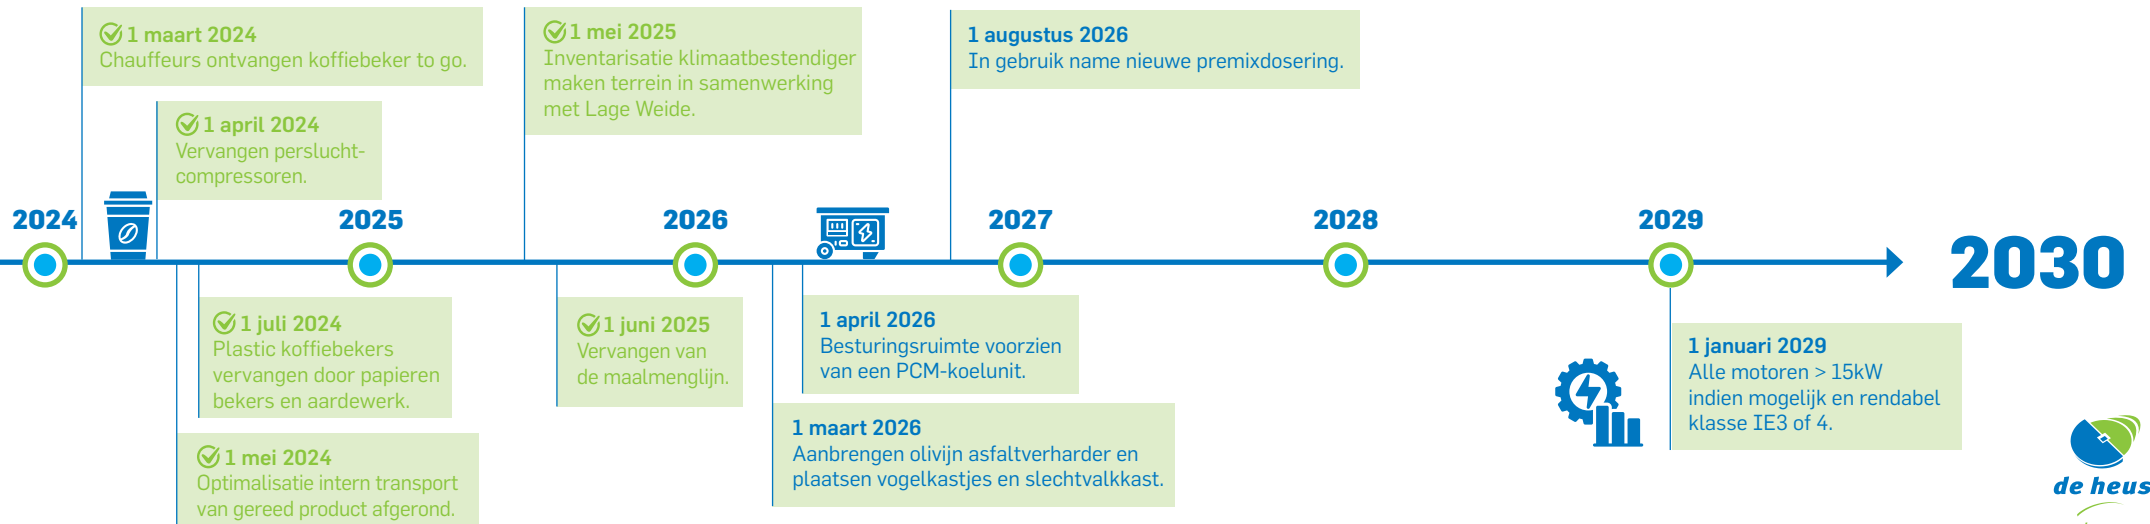 1 maart 2024
Chauffeurs ontvangen koffiebeker to go.
1 april 2024
Vervangen perslucht-
compressoren.
1 mei 2025
Inventarisatie klimaatbestendiger
maken terrein in samenwerking
met Lage Weide.
1 augustus 2026
In gebruik name nieuwe premixdosering.
2024
2025
2026
2027
2028
2029
2030
1 juli 2024
Plastic koffiebekers
vervangen door papieren
bekers en aardewerk.
1 mei 2024
Optimalisatie intern transport
van gereed product afgerond.
1 juni 2025
Vervangen van
de maalmenglijn.
1 april 2026
Besturingsruimte voorzien
van een PCM-koelunit.
1 maart 2026
Aanbrengen olivijn asfaltverharder en
plaatsen vogelkastjes en slechtvalkkast.
1 januari 2029
Alle motoren > 15kW
indien mogelijk en rendabel
klasse IE3 of 4.
de heus